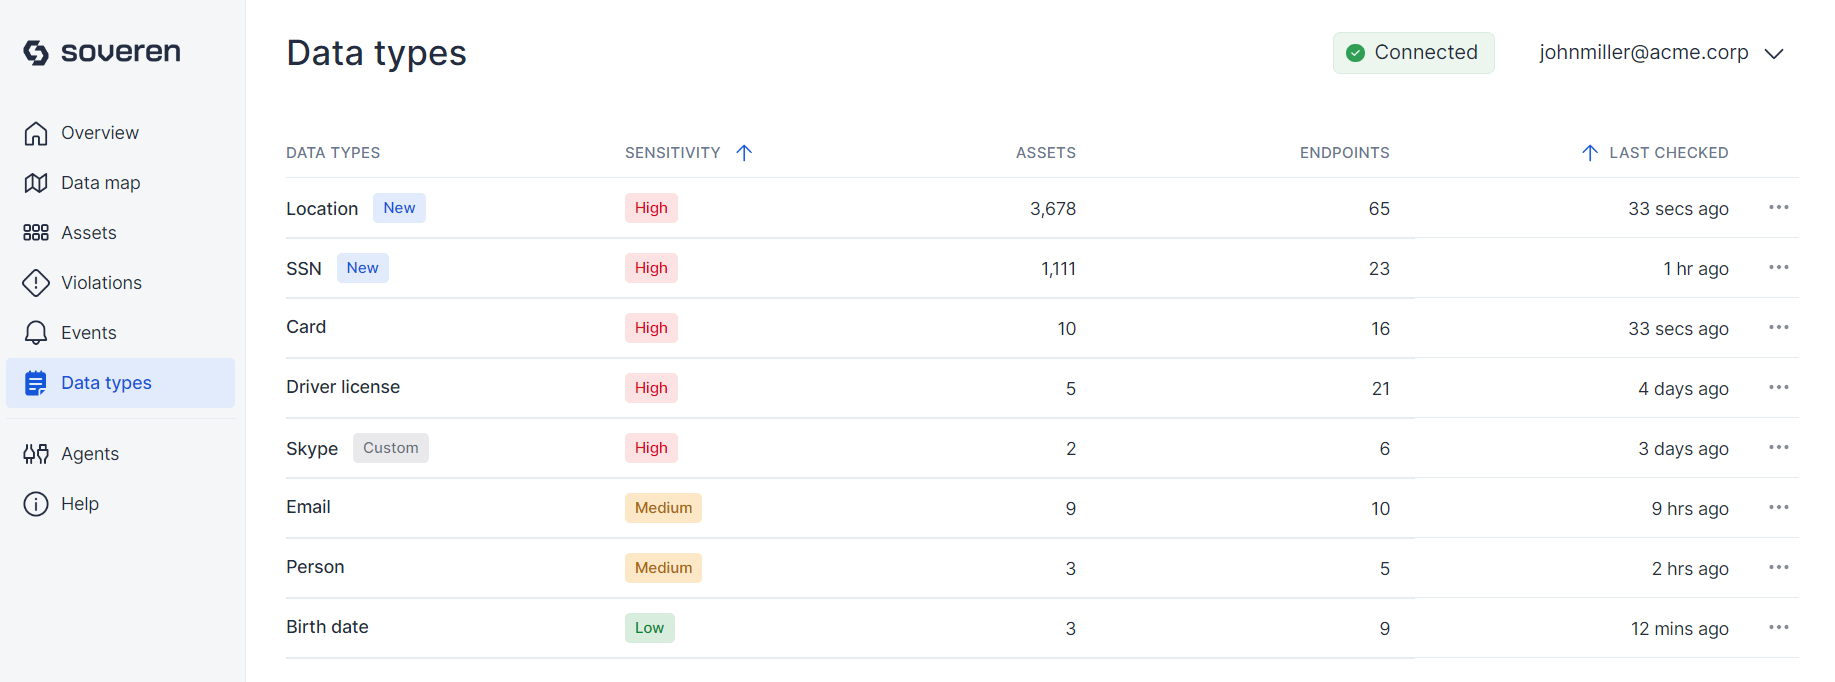 soveren
Data types
Connected
johnmiller@acme.corp
Overview
Data map
Assets
Violations
Events
Data types
Agents
Help
DATA TYPES SENSITIVITY ASSETS ENDPOINTS LAST CHECKED
Location New High 3,678 65 33 secs ago
SSN New High 1,111 23 1 hr ago
Card High 10 16 33 secs ago
Driver license High 5 21 4 days ago
Skype Custom High 2 6 3 days ago
Email Medium 9 10 9 hrs ago
Person Medium 3 5 2 hrs ago
Birth date Low 3 9 12 mins ago